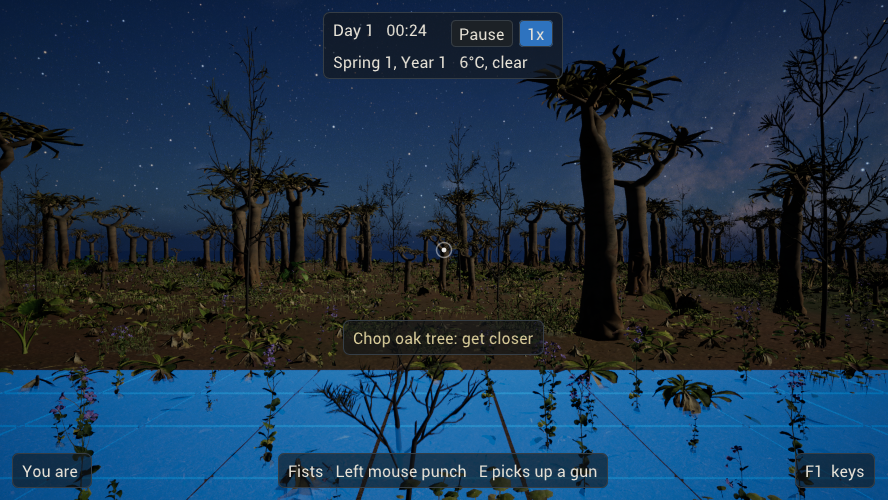 Day 1 00:24 Pause 1x
Spring 1, Year 1 6°C, clear
Chop oak tree: get closer
You are
Fists Left mouse punch E picks up a gun
F1 keys